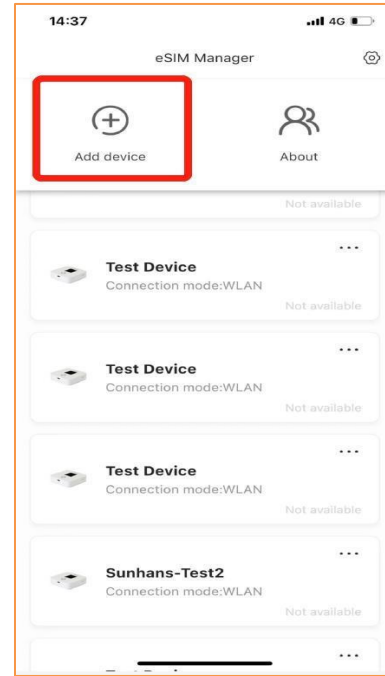 14:37 4G
eSIM Manager
Add device About
Not available
Test Device
Connection mode:WLAN
Not available
Test Device
Connection mode:WLAN
Not available
Test Device
Connection mode:WLAN
Not available
Sunhans-Test2
Connection mode:WLAN
Not available